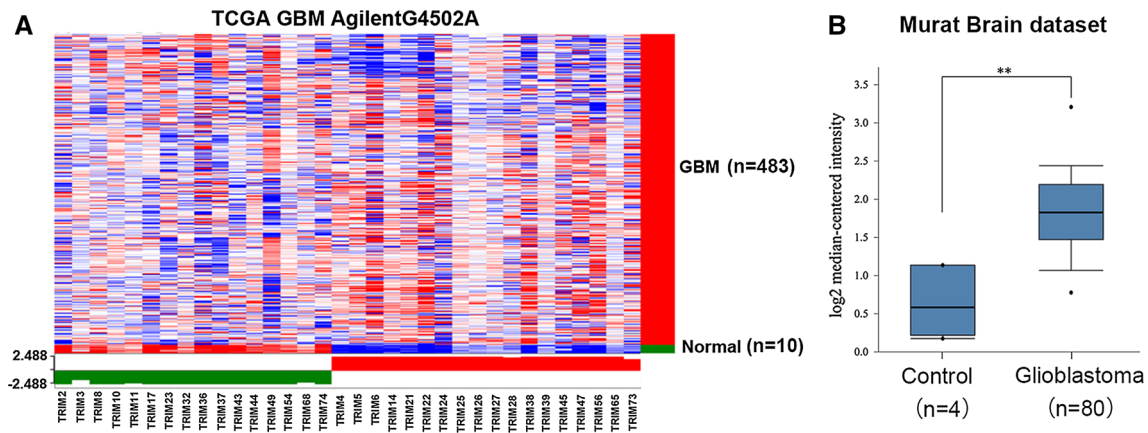 A
TCGA GBM AgilentG4502A
GBM (n=483)
Normal (n=10)
2.488
-2.488
TRIM2
TRIM3
TRIM8
TRIM10
TRIM11
TRIM17
TRIM23
TRIM32
TRIM36
TRIM37
TRIM43
TRIM44
TRIM49
TRIM54
TRIM68
TRIM74
TRIM4
TRIM5
TRIM6
TRIM14
TRIM21
TRIM22
TRIM24
TRIM25
TRIM26
TRIM27
TRIM28
TRIM38
TRIM39
TRIM45
TRIM47
TRIM56
TRIM65
TRIM73
B
Murat Brain dataset
**
log2 median-centered intensity
3.5
3.0
2.5
2.0
1.5
1.0
0.5
0.0
Control
(n=4)
Glioblastoma
(n=80)